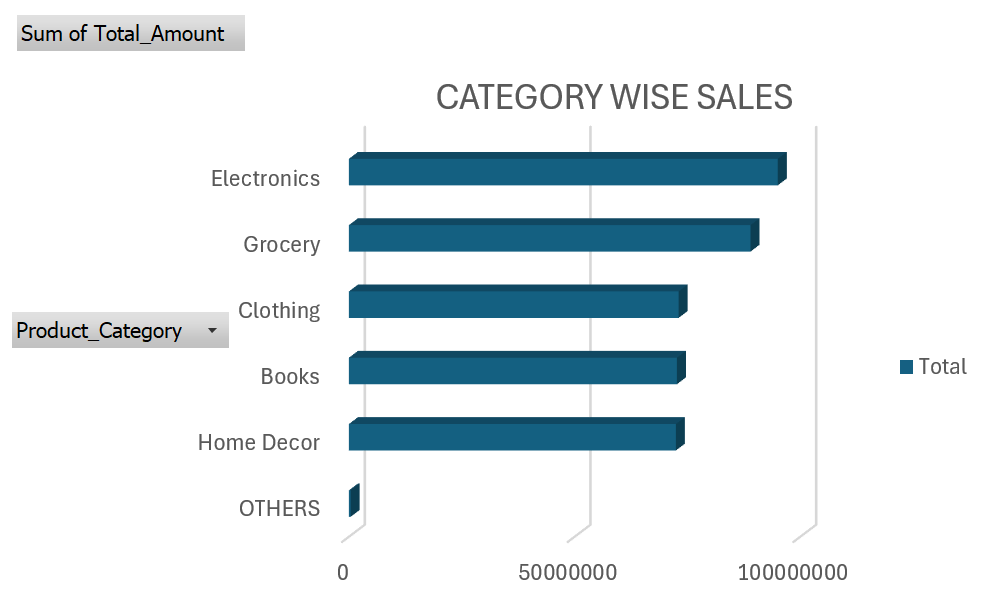 Sum of Total_Amount
CATEGORY WISE SALES
Electronics
Grocery
Clothing
Product_Category
Books
Total
Home Decor
OTHERS
0 50000000 100000000